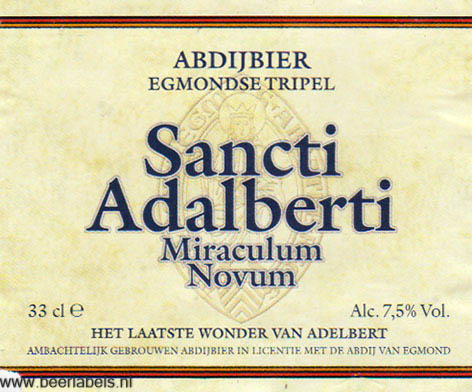 ABDIJBIER
EGMONDSE TRIPEL
Sancti
Adalberti
Miraculum
Novum
33 cl ℮
Alc. 7,5% Vol.
HET LAATSTE WONDER VAN ADELBERT
AMBACHTELIJK GEBROUWEN ABDIJBIER IN LICENTIE MET DE ABDIJ VAN EGMOND
www.beerlabels.nl